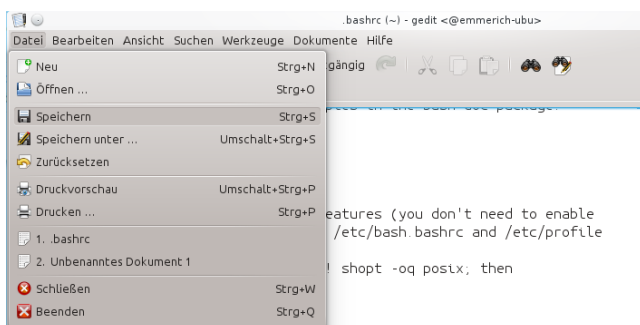 .bashrc (~) - gedit <@emmerich-ubu>
Datei Bearbeiten Ansicht Suchen Werkzeuge Dokumente Hilfe
Neu Strg+N
gängig
Öffnen ... Strg+O
Speichern Strg+S
Speichern unter ... Umschalt+Strg+S
Zurücksetzen
Druckvorschau Umschalt+Strg+P
Drucken ... Strg+P
eatures (you don't need to enable
1. .bashrc
/etc/bash.bashrc and /etc/profile
2. Unbenanntes Dokument 1
! shopt -oq posix; then
Schließen Strg+W
Beenden Strg+Q